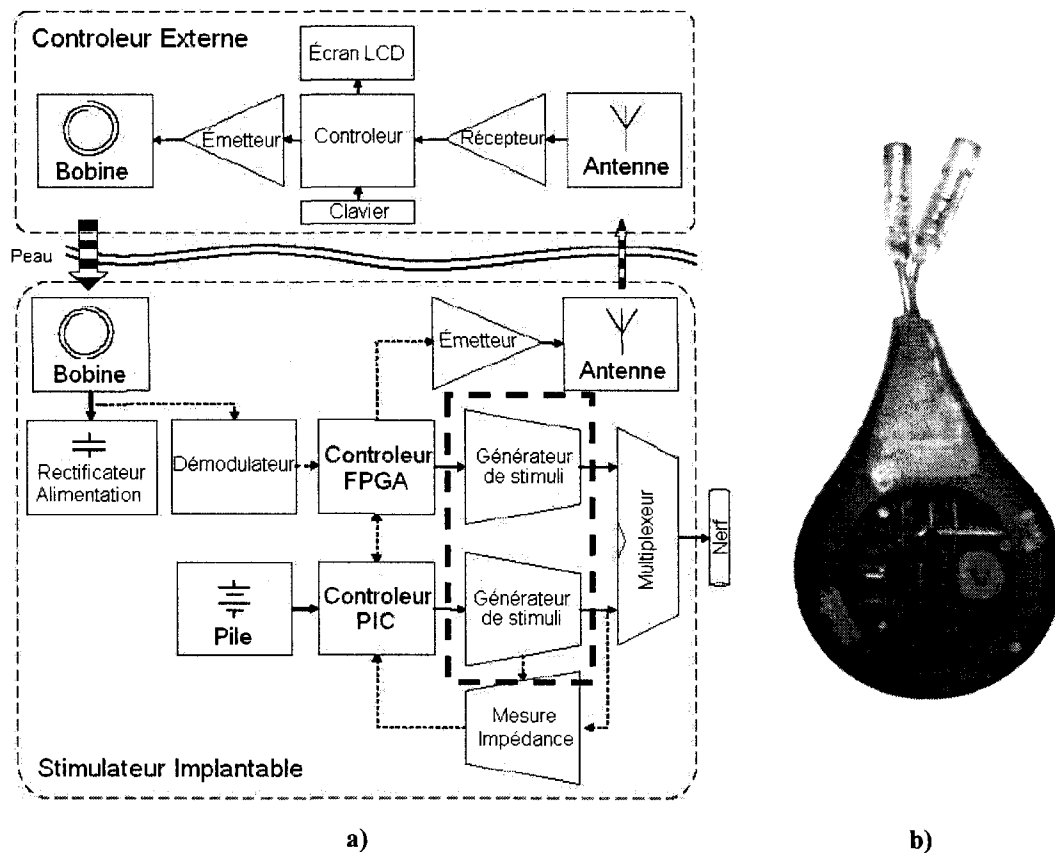 Controleur Externe
Écran LCD
Bobine
Émetteur
Controleur
Récepteur
Antenne
Clavier
Peau
Bobine
Émetteur
Antenne
Rectificateur
Alimentation
Démodulateur
Controleur
FPGA
Générateur
de stimuli
Multiplexeur
Nerf
Pile
Controleur
PIC
Générateur
de stimuli
Mesure
Impédance
Stimulateur Implantable
a)
b)